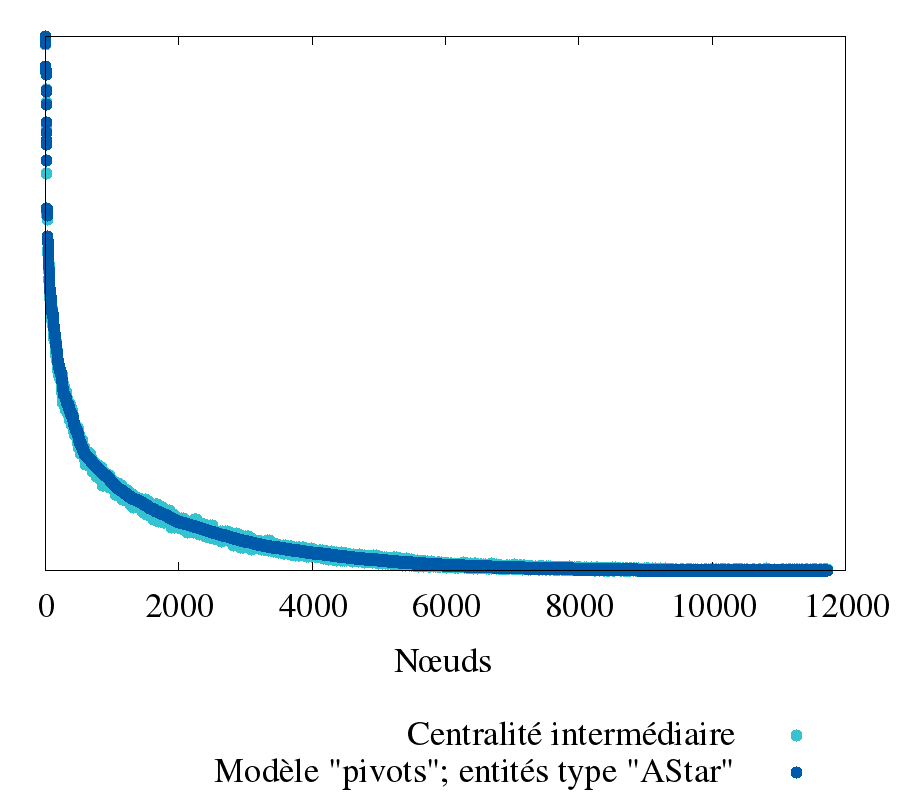 0 2000 4000 6000 8000 10000 12000
Nœuds
Centralité intermédiaire
Modèle "pivots"; entités type "AStar"